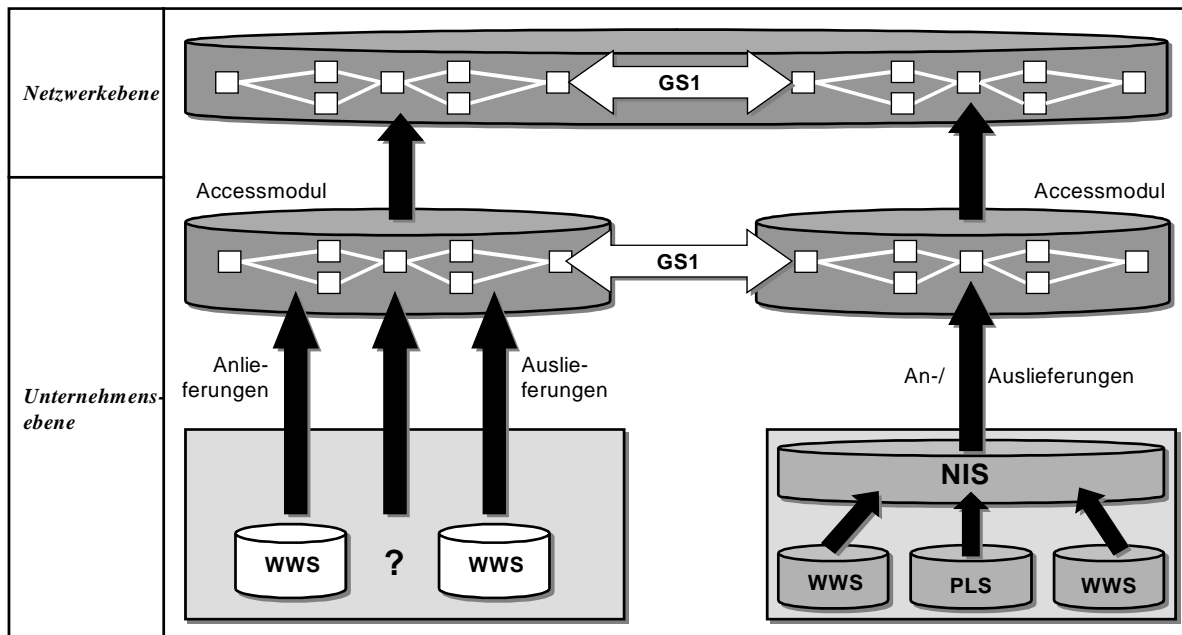 Netzwerkebene
GS1
Accessmodul
Accessmodul
GS1
Unternehmens-
ebene
Anlie-
ferungen
Auslie-
ferungen
An-/ Auslieferungen
NIS
WWS
?
WWS
WWS
PLS
WWS